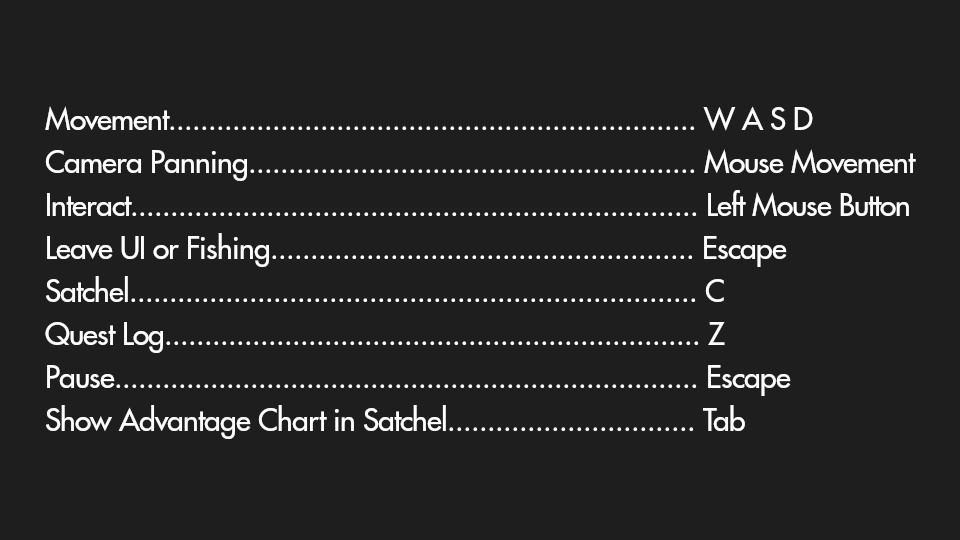 Movement.................................................................. W A S D
Camera Panning........................................................ Mouse Movement
Interact....................................................................... Left Mouse Button
Leave UI or Fishing..................................................... Escape
Satchel....................................................................... C
Quest Log................................................................... Z
Pause......................................................................... Escape
Show Advantage Chart in Satchel............................... Tab